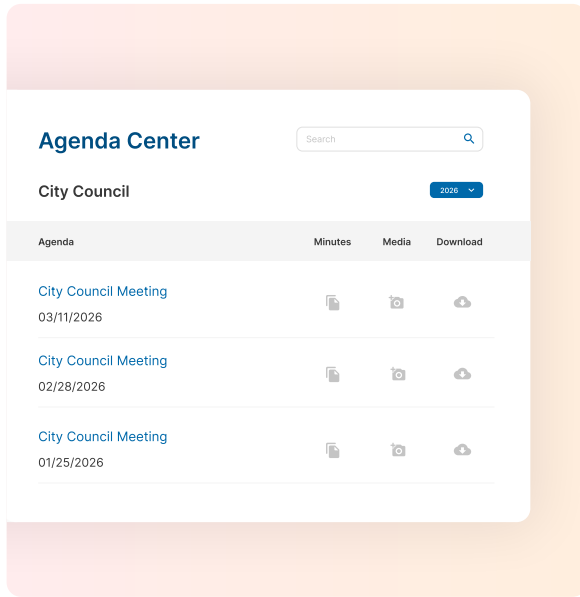 Agenda Center
Search
City Council
2026
Agenda Minutes Media Download
City Council Meeting
03/11/2026
City Council Meeting
02/28/2026
City Council Meeting
01/25/2026